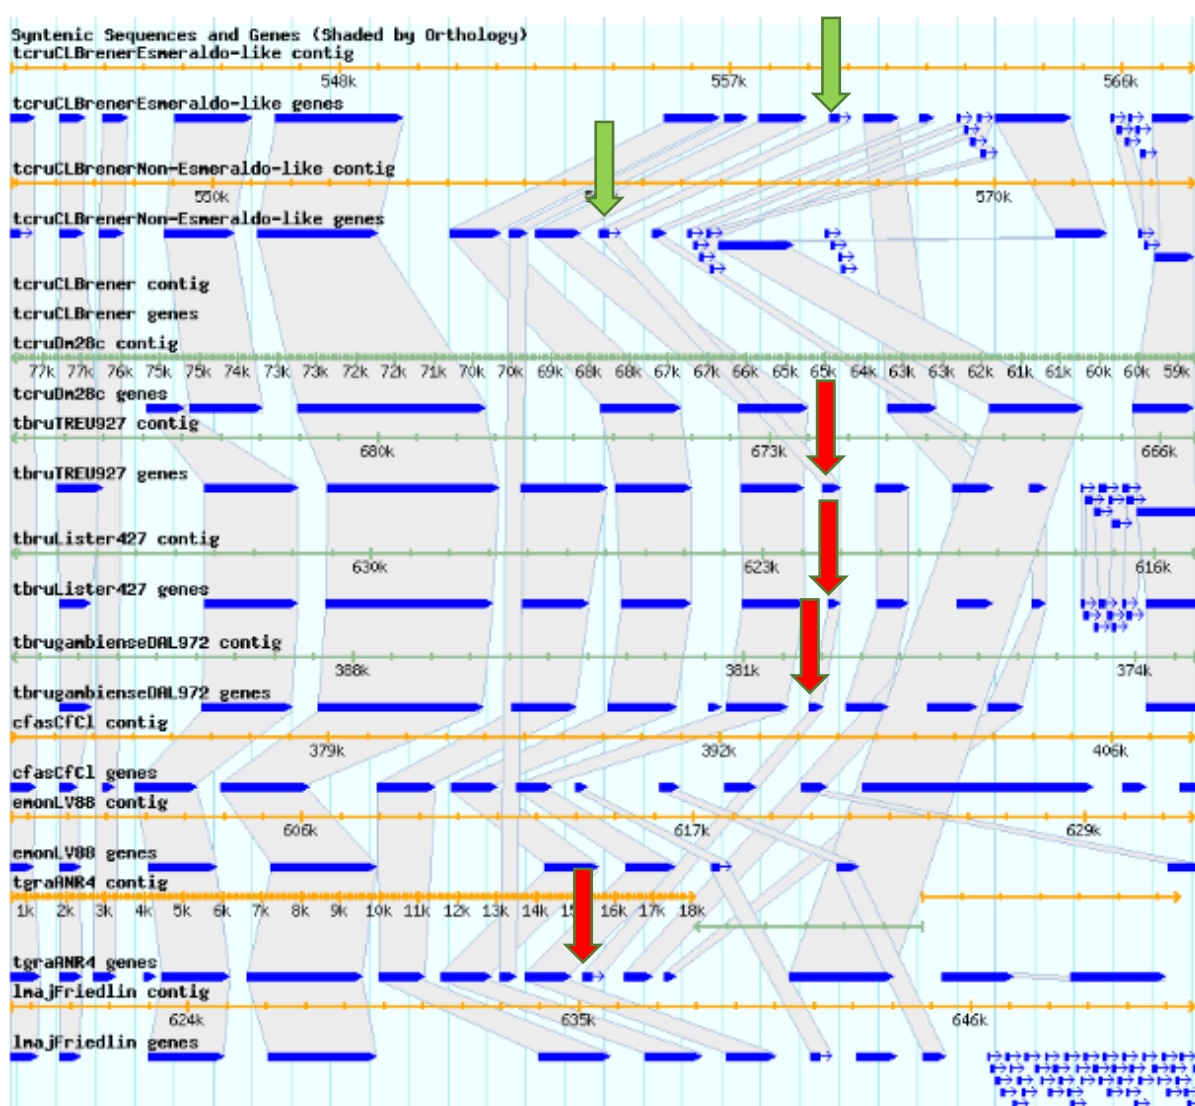 Syntenic Sequences and Genes (Shaded by Orthology)
tcruCLBrenerEsmeraldo-like contig
548k 557k 566k
tcruCLBrenerEsmeraldo-like genes
tcruCLBrenerNon-Esmeraldo-like contig
550k 570k
tcruCLBrenerNon-Esmeraldo-like genes
tcruCLBrener contig
tcruCLBrener genes
tcruDm28c contig
77k 77k 76k 75k 75k 74k 73k 73k 72k 72k 71k 70k 70k 69k 68k 68k 67k 67k 66k 65k 65k 64k 63k 63k 62k 61k 61k 60k 60k 59k
tcruDm28c genes
tbruTREU927 contig
680k 673k 666k
tbruTREU927 genes
tbruLister427 contig
630k 623k 616k
tbruLister427 genes
tbrugambienseDAL972 contig
388k 381k 374k
tbrugambienseDAL972 genes
cfasCfCl contig
379k 392k 406k
cfasCfCl genes
emonLV88 contig
606k 617k 629k
emonLV88 genes
tgraANR4 contig
1k 2k 3k 4k 5k 6k 7k 8k 9k 10k 11k 12k 13k 14k 16k 17k 18k
tgraANR4 genes
lmajFriedlin contig
624k 635k 646k
lmajFriedlin genes